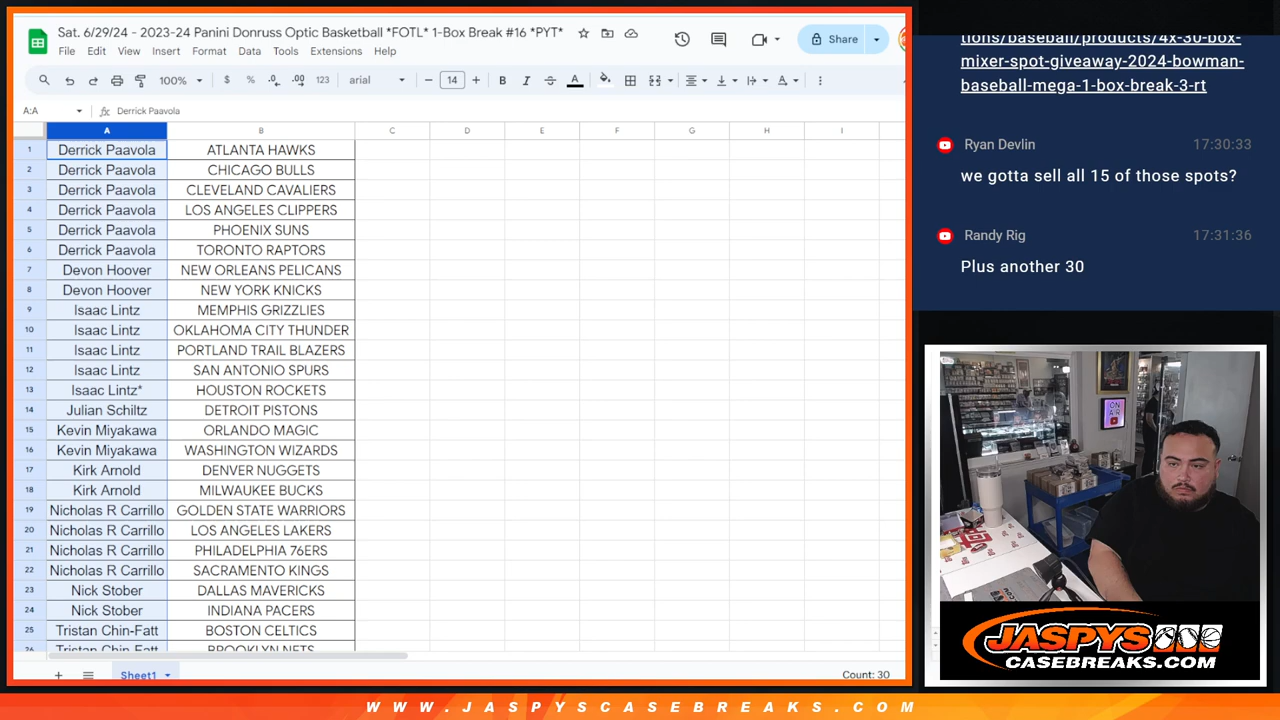 Sat. 6/29/24 - 2023-24 Panini Donruss Optic Basketball *FOTL* 1-Box Break #16 *PYT*
File Edit View Insert Format Data Tools Extensions Help
Share
100% $ % .0 .00 123 arial 14 B I A
A:A fx Derrick Paavola
A B C D E F G H I
1 Derrick Paavola ATLANTA HAWKS
2 Derrick Paavola CHICAGO BULLS
3 Derrick Paavola CLEVELAND CAVALIERS
4 Derrick Paavola LOS ANGELES CLIPPERS
5 Derrick Paavola PHOENIX SUNS
6 Derrick Paavola TORONTO RAPTORS
7 Devon Hoover NEW ORLEANS PELICANS
8 Devon Hoover NEW YORK KNICKS
9 Isaac Lintz MEMPHIS GRIZZLIES
10 Isaac Lintz OKLAHOMA CITY THUNDER
11 Isaac Lintz PORTLAND TRAIL BLAZERS
12 Isaac Lintz SAN ANTONIO SPURS
13 Isaac Lintz* HOUSTON ROCKETS
14 Julian Schiltz DETROIT PISTONS
15 Kevin Miyakawa ORLANDO MAGIC
16 Kevin Miyakawa WASHINGTON WIZARDS
17 Kirk Arnold DENVER NUGGETS
18 Kirk Arnold MILWAUKEE BUCKS
19 Nicholas R Carrillo GOLDEN STATE WARRIORS
20 Nicholas R Carrillo LOS ANGELES LAKERS
21 Nicholas R Carrillo PHILADELPHIA 76ERS
22 Nicholas R Carrillo SACRAMENTO KINGS
23 Nick Stober DALLAS MAVERICKS
24 Nick Stober INDIANA PACERS
25 Tristan Chin-Fatt BOSTON CELTICS
26 Tristan Chin-Fatt BROOKLYN NETS
Sheet1
Count: 30
tions/baseball/products/4x-30-box-
mixer-spot-giveaway-2024-bowman-
baseball-mega-1-box-break-3-rt
Ryan Devlin 17:30:33
we gotta sell all 15 of those spots?
Randy Rig 17:31:36
Plus another 30
ON
AIR
JASPYS
CASEBREAKS.COM
WWW.JASPYSCASEBREAKS.COM